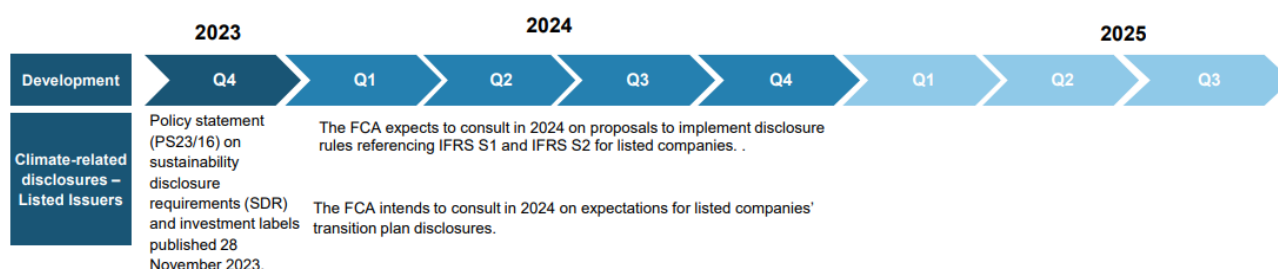 2023
2024
2025
Development
Q4
Q1
Q2
Q3
Q4
Q1
Q2
Q3
Climate-related
disclosures –
Listed Issuers
Policy statement
(PS23/16) on
sustainability
disclosure
requirements (SDR)
and investment labels
published 28
November 2023.
The FCA expects to consult in 2024 on proposals to implement disclosure
rules referencing IFRS S1 and IFRS S2 for listed companies. .
The FCA intends to consult in 2024 on expectations for listed companies’
transition plan disclosures.